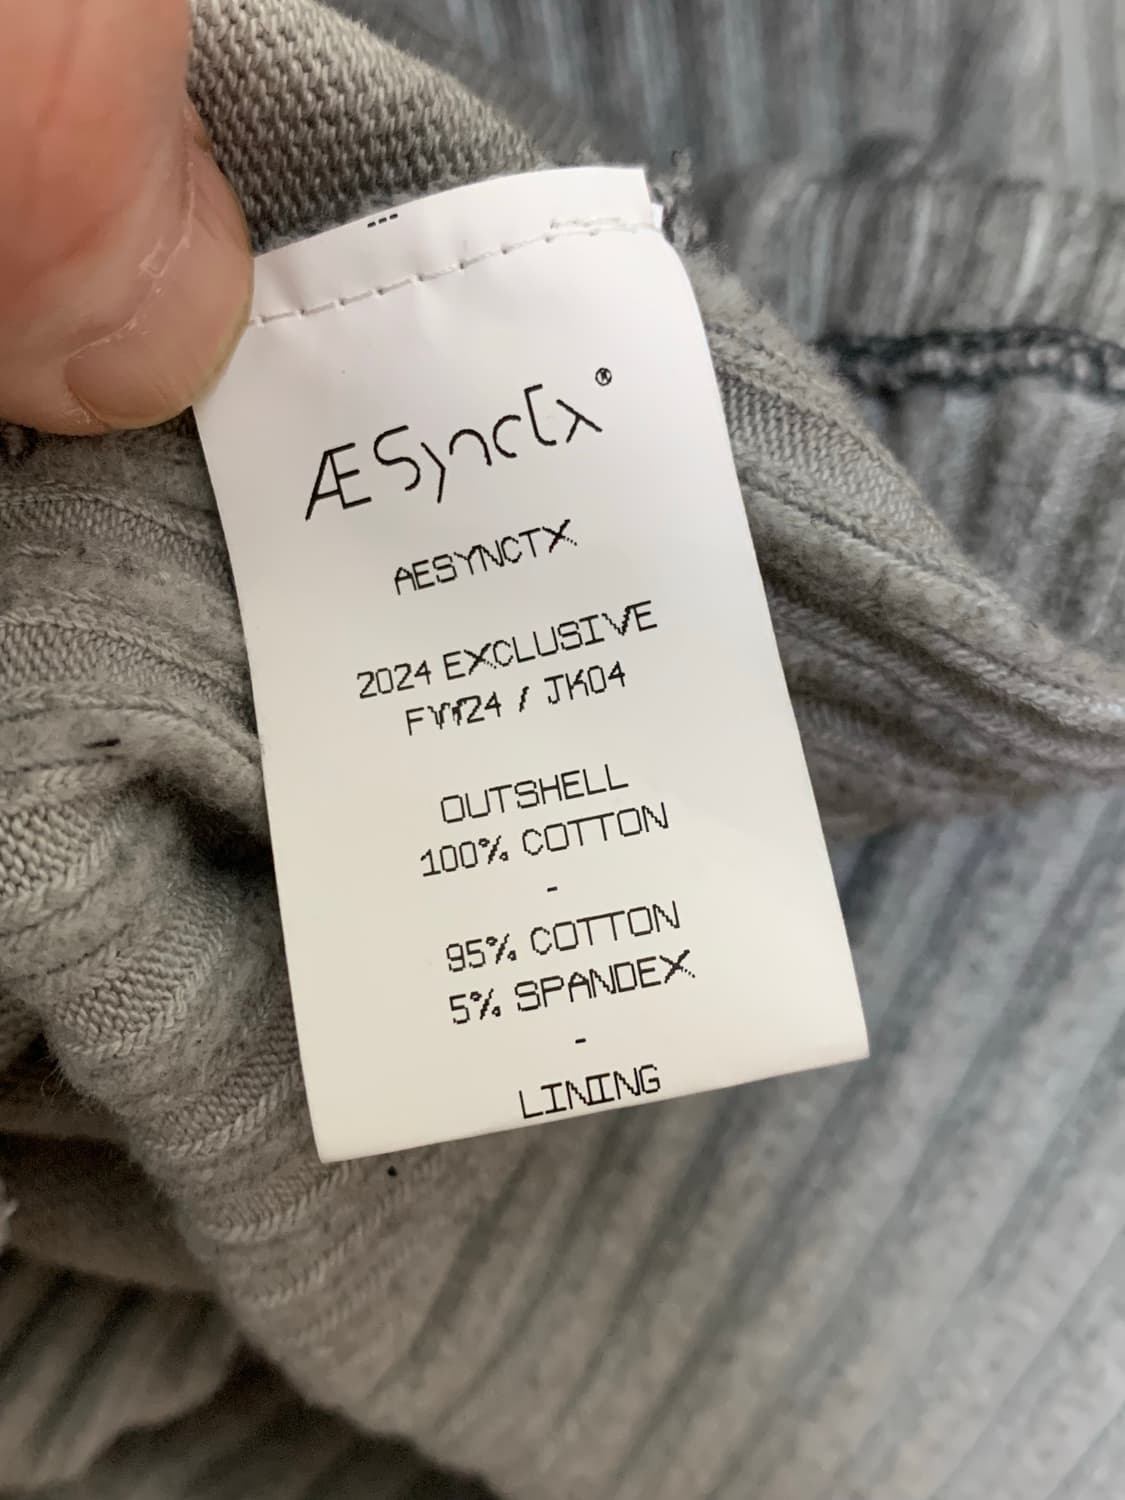 ---
ÆSyncTx®
AESYNCTX
2024 EXCLUSIVE
FW24 / JK04
OUTSHELL
100% COTTON
-
95% COTTON
5% SPANDEX
-
LINING